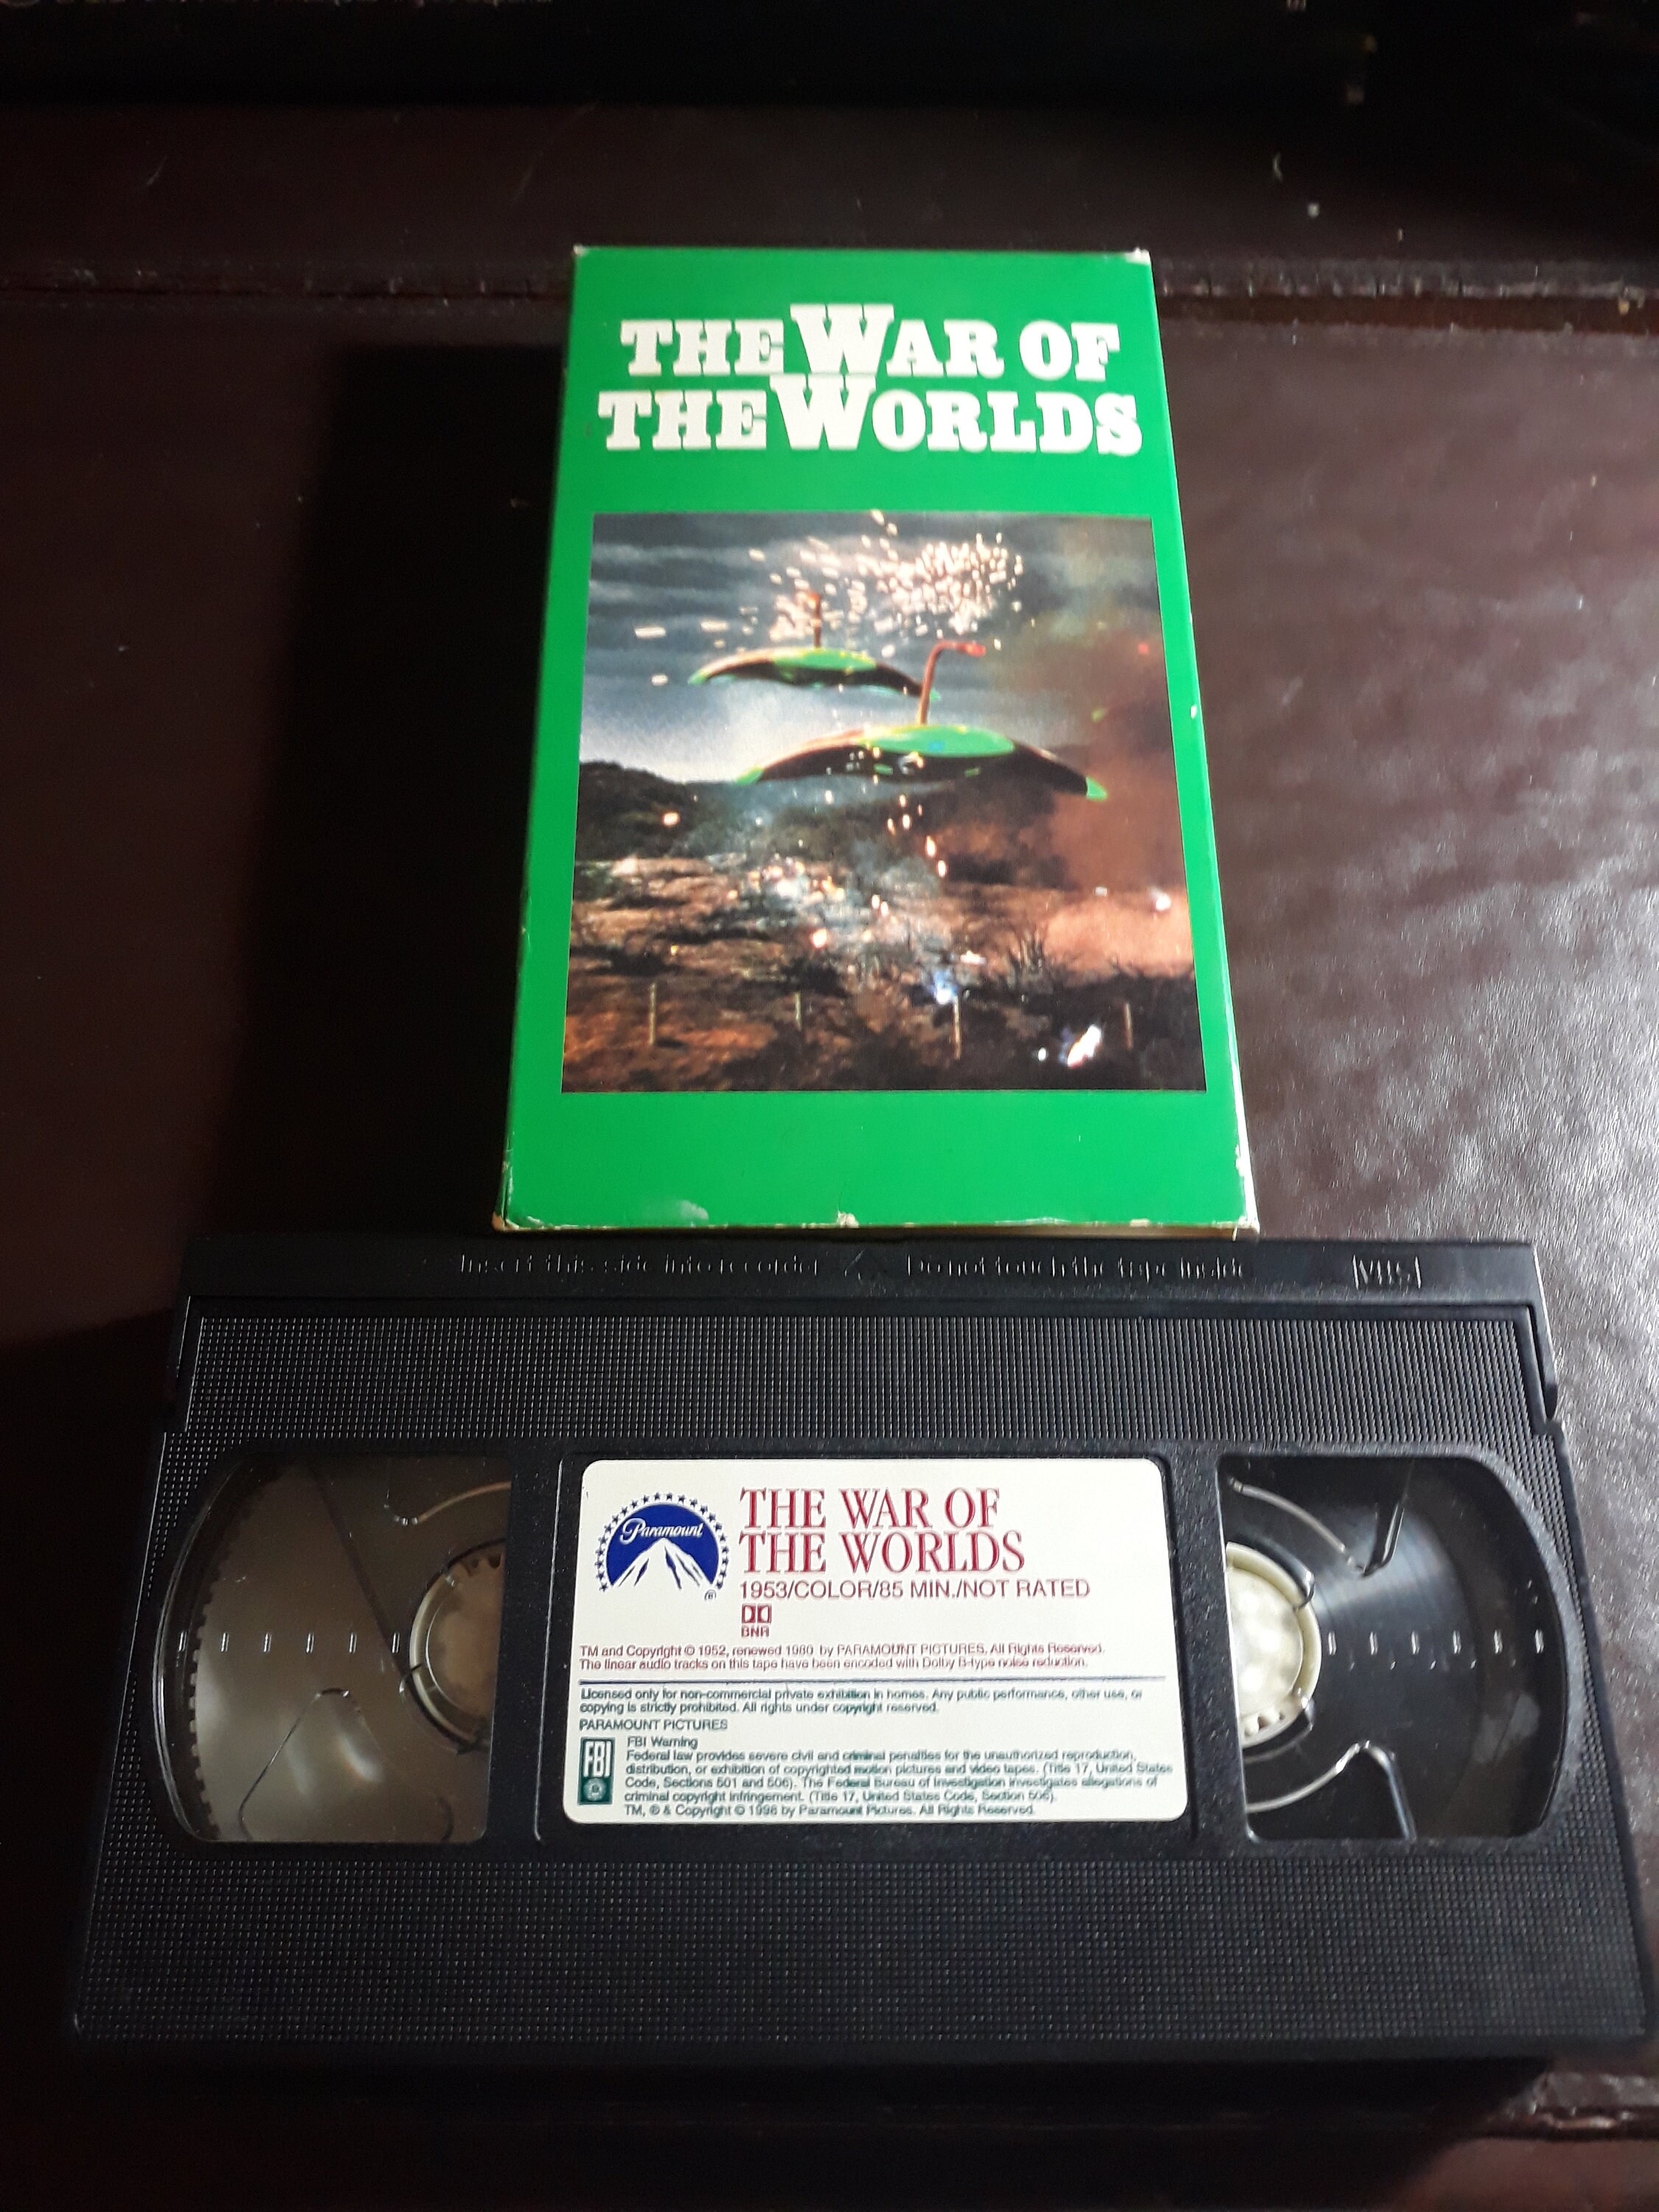 THE WAR OF
THE WORLDS
Insert this side into recorder Do not touch the tape inside VHS
Paramount
®
THE WAR OF
THE WORLDS
1953/COLOR/85 MIN./NOT RATED
BNR
TM and Copyright © 1952, renewed 1980 by PARAMOUNT PICTURES. All Rights Reserved.
The linear audio tracks on this tape have been encoded with Dolby B-type noise reduction.
Licensed only for non-commercial private exhibition in homes. Any public performance, other use, or
copying is strictly prohibited. All rights under copyright reserved.
PARAMOUNT PICTURES
FBI
FBI Warning
Federal law provides severe civil and criminal penalties for the unauthorized reproduction,
distribution, or exhibition of copyrighted motion pictures and video tapes. (Title 17, United States
Code, Sections 501 and 506). The Federal Bureau of Investigation investigates allegations of
criminal copyright infringement. (Title 17, United States Code, Section 506).
TM, ® & Copyright © 1998 by Paramount Pictures. All Rights Reserved.